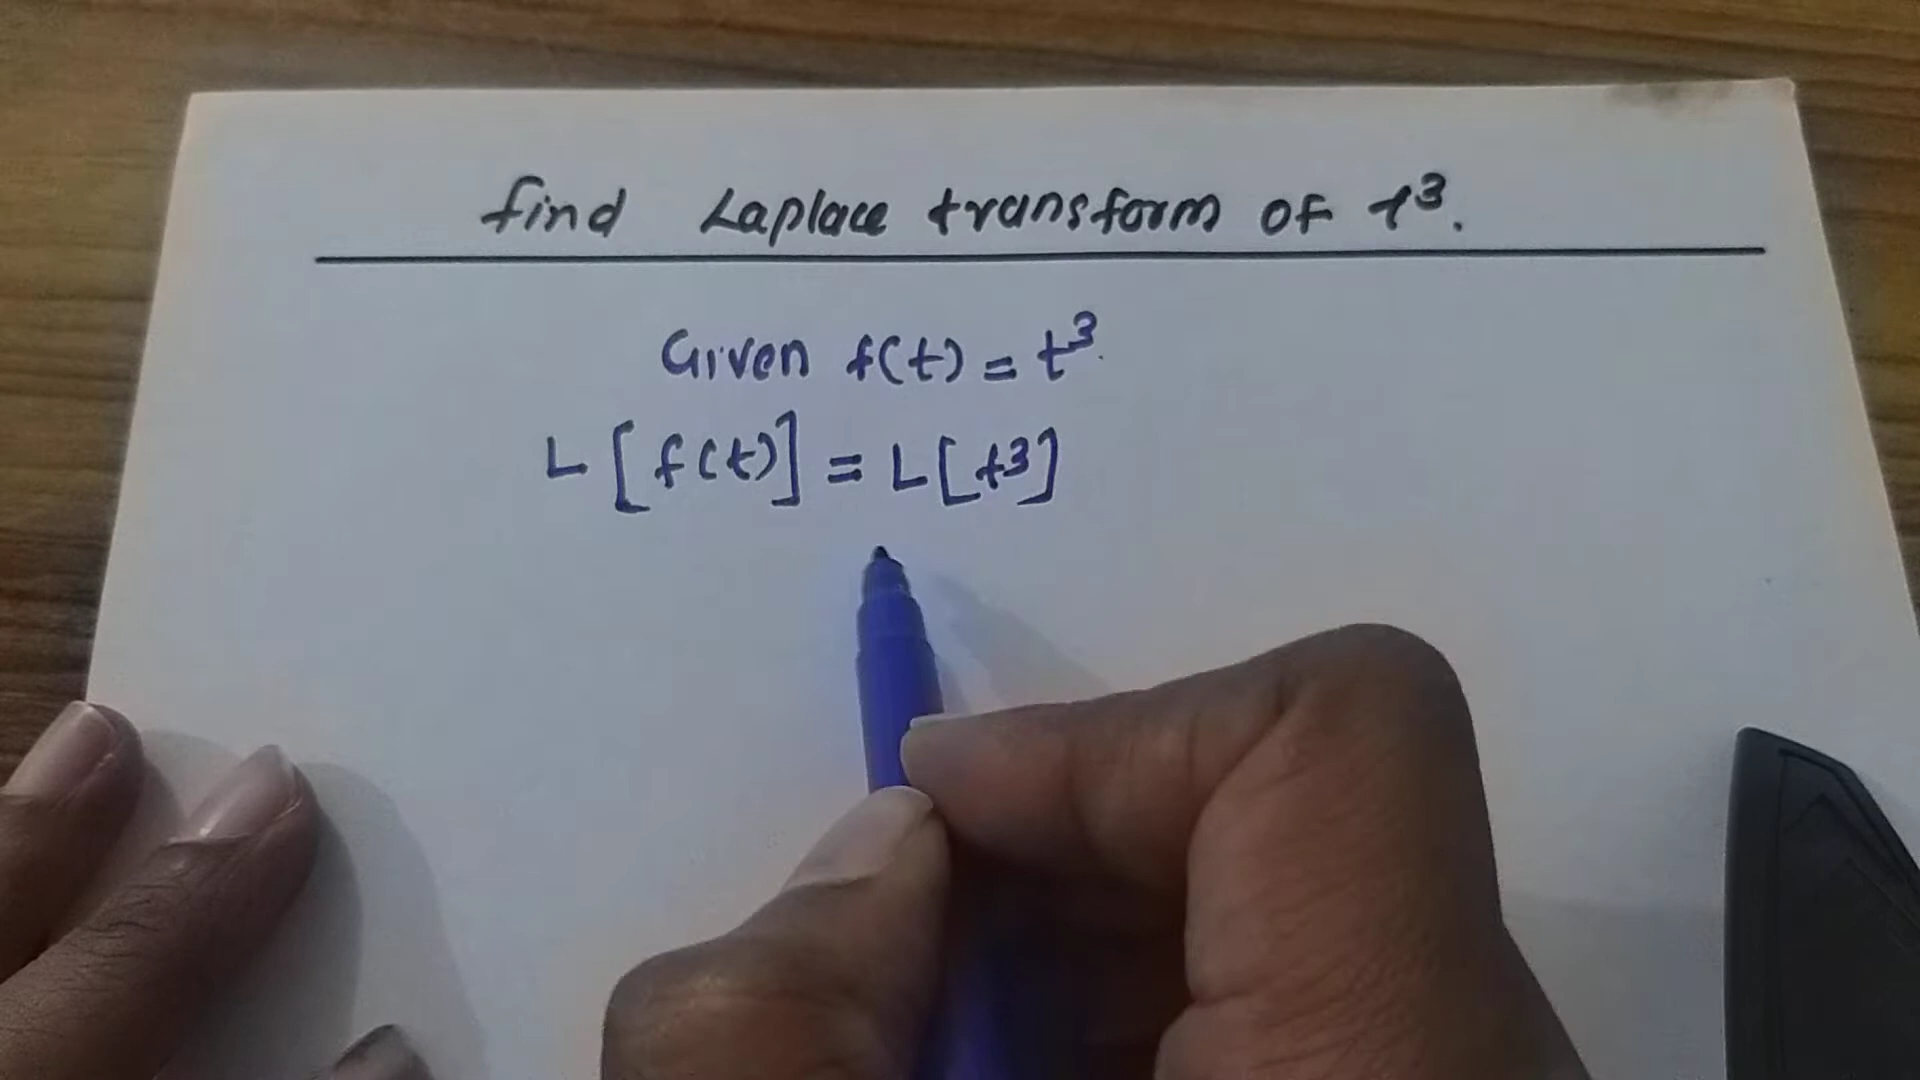 find Laplace transform of t³.
Given f(t) = t³.
L[f(t)] = L[t³]